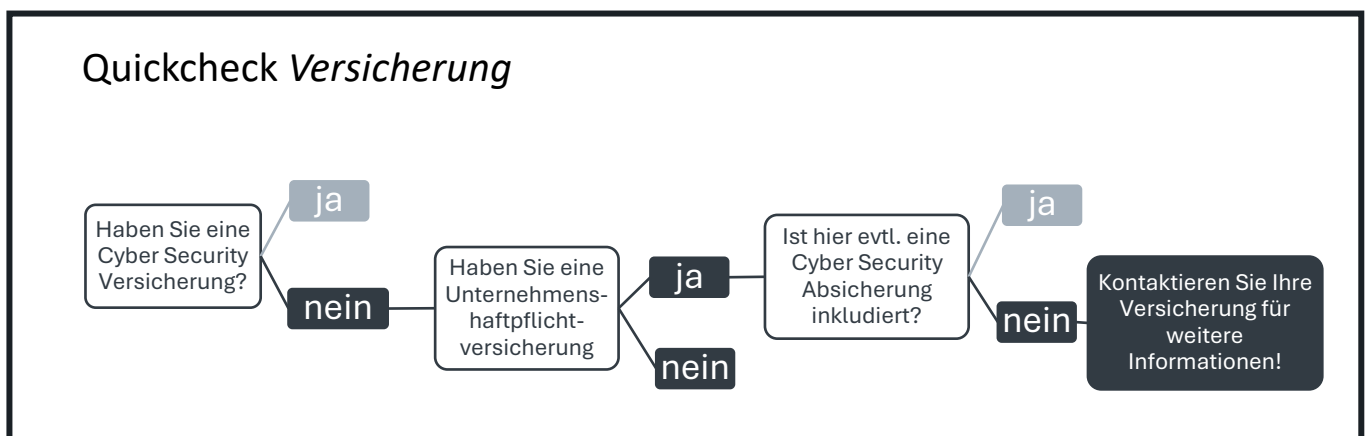 Quickcheck Versicherung
Haben Sie eine
Cyber Security
Versicherung?
ja
nein
Haben Sie eine
Unternehmens-
haftpflicht-
versicherung
ja
nein
Ist hier evtl. eine
Cyber Security
Absicherung
inkludiert?
ja
nein
Kontaktieren Sie Ihre
Versicherung für
weitere
Informationen!